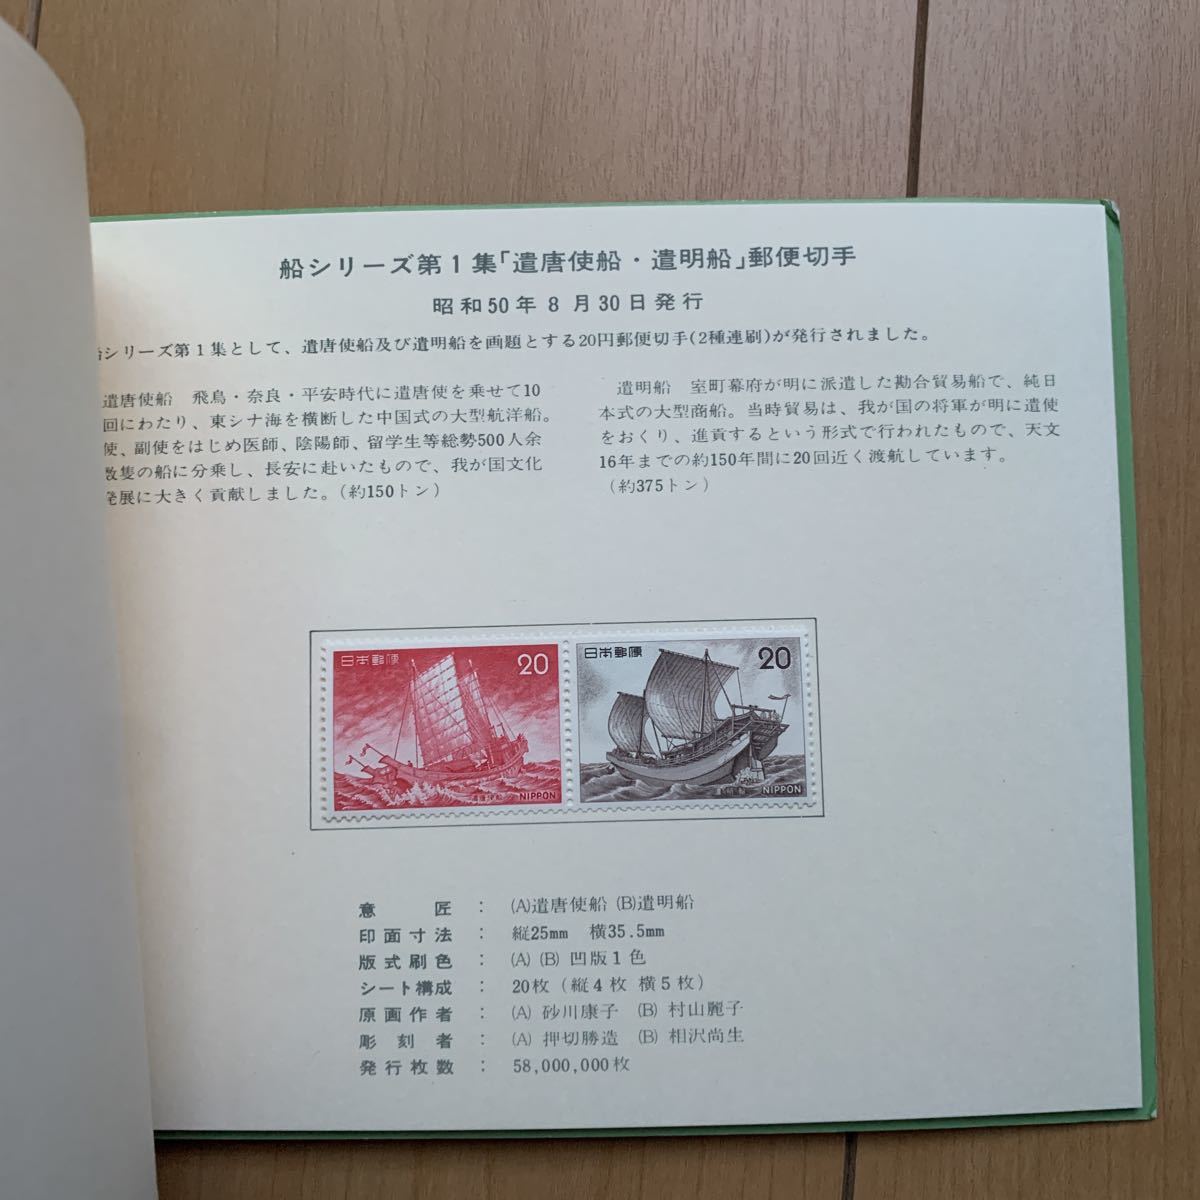 船シリーズ第1集「遣唐使船・遣明船」郵便切手
昭和50年8月30日発行
シリーズ第1集として、遣唐使船及び遣明船を画題とする20円郵便切手(2種連刷)が発行されました。
遣唐使船　飛鳥・奈良・平安時代に遣唐使を乗せて10
回にわたり、東シナ海を横断した中国式の大型航洋船。
使、副使をはじめ医師、陰陽師、留学生等総勢500人余
数隻の船に分乗し、長安に赴いたもので、我が国文化
発展に大きく貢献しました。(約150トン)
遣明船　室町幕府が明に派遣した勘合貿易船で、純日
本式の大型商船。当時貿易は、我が国の将軍が明に遣使
をおくり、進貢するという形式で行われたもので、天文
16年までの約150年間に20回近く渡航しています。
(約375トン)
日本郵便 20
遣唐使船 NIPPON
日本郵便 20
遣明船 NIPPON
意匠：(A)遣唐使船 (B)遣明船
印面寸法：縦25mm　横35.5mm
版式刷色：(A) (B) 凹版1色
シート構成：20枚（縦4枚 横5枚）
原画作者：(A) 砂川康子　(B) 村山麗子
彫刻者：(A) 押切勝造　(B) 相沢尚生
発行枚数：58,000,000枚